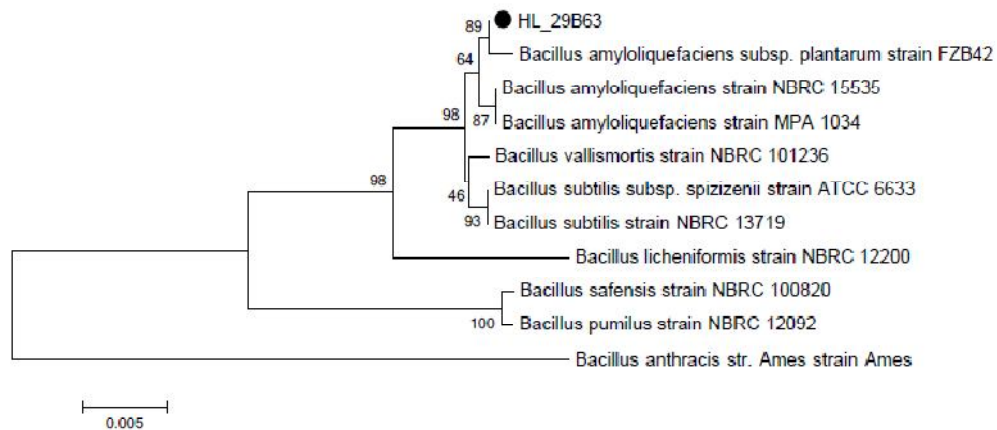 89
HL_29B63
Bacillus amyloliquefaciens subsp. plantarum strain FZB42
64
Bacillus amyloliquefaciens strain NBRC 15535
98
87
Bacillus amyloliquefaciens strain MPA 1034
Bacillus vallismortis strain NBRC 101236
98
46
Bacillus subtilis subsp. spizizenii strain ATCC 6633
93
Bacillus subtilis strain NBRC 13719
Bacillus licheniformis strain NBRC 12200
Bacillus safensis strain NBRC 100820
100
Bacillus pumilus strain NBRC 12092
Bacillus anthracis str. Ames strain Ames
0.005